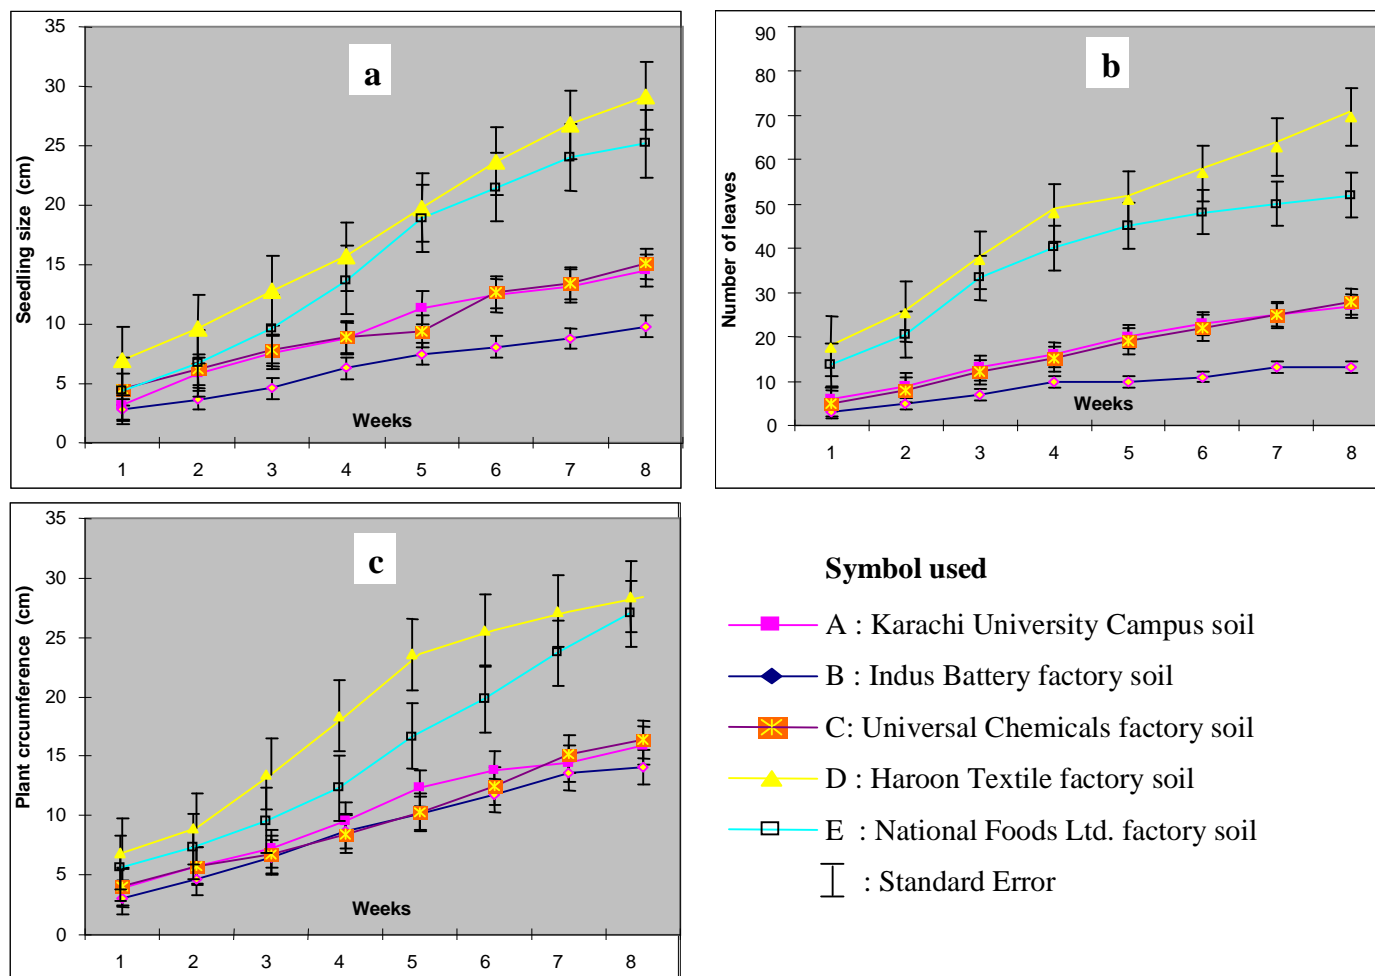 a
Seedling size (cm)
35
30
25
20
15
10
5
0
Weeks
1 2 3 4 5 6 7 8
b
Number of leaves
90
80
70
60
50
40
30
20
10
0
Weeks
1 2 3 4 5 6 7 8
c
Plant crcumference (cm)
35
30
25
20
15
10
5
0
Weeks
1 2 3 4 5 6 7 8
Symbol used
A : Karachi University Campus soil
B : Indus Battery factory soil
C: Universal Chemicals factory soil
D : Haroon Textile factory soil
E : National Foods Ltd. factory soil
: Standard Error